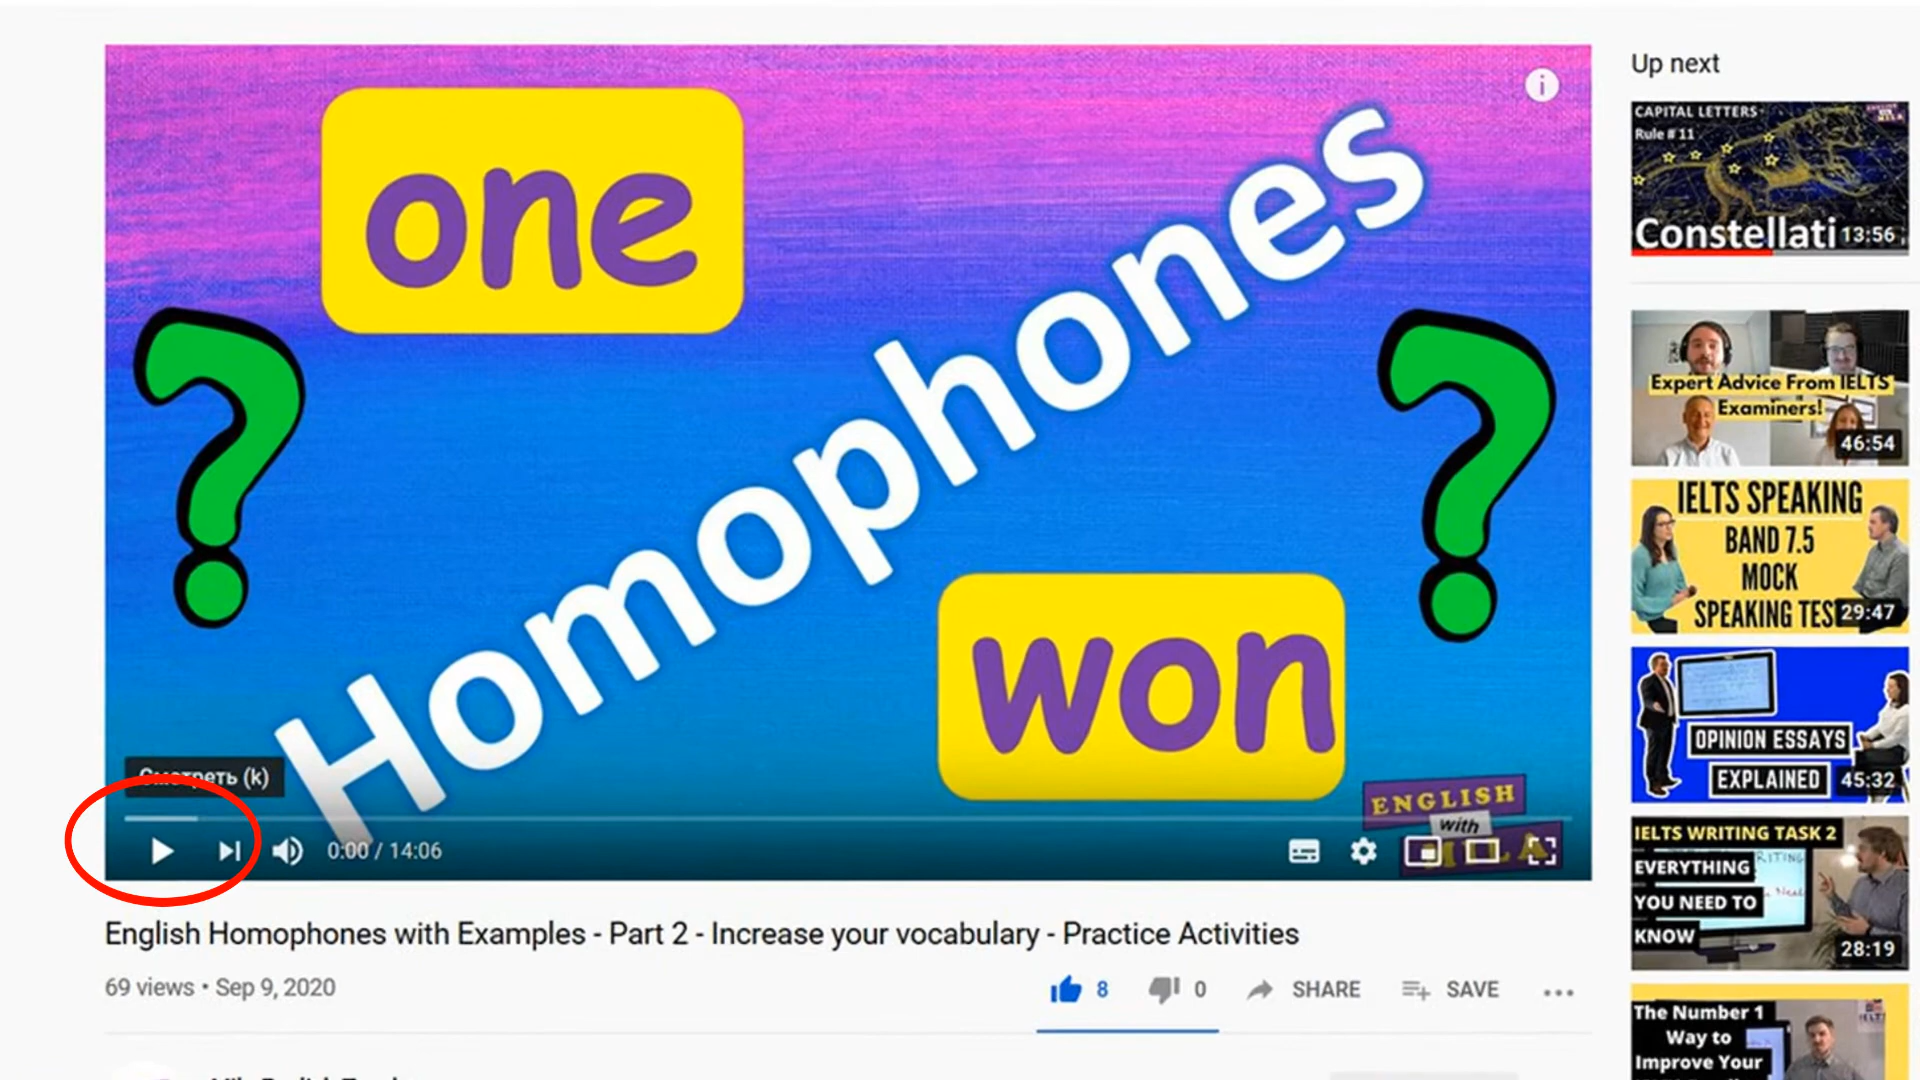 one
Homophones
won
ENGLISH
with
Смотреть (k)
0:00 / 14:06
English Homophones with Examples - Part 2 - Increase your vocabulary - Practice Activities
69 views • Sep 9, 2020
8
0
SHARE
SAVE
Up next
CAPITAL LETTERS
Rule # 11
Constellati
13:56
Expert Advice From IELTS
Examiners!
46:54
IELTS SPEAKING
BAND 7.5
MOCK
SPEAKING TES
29:47
OPINION ESSAYS
EXPLAINED
45:32
IELTS WRITING TASK 2
EVERYTHING
YOU NEED TO
KNOW
28:19
The Number 1
Way to
Improve Your